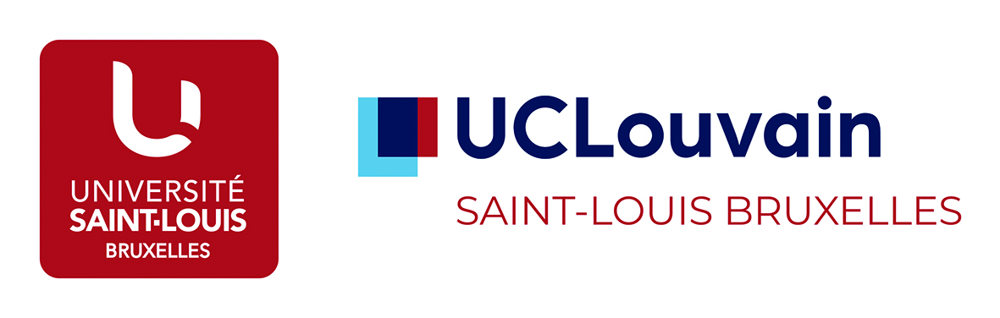 UNIVERSITÉ
SAINT-LOUIS
BRUXELLES
UCLouvain
SAINT-LOUIS BRUXELLES